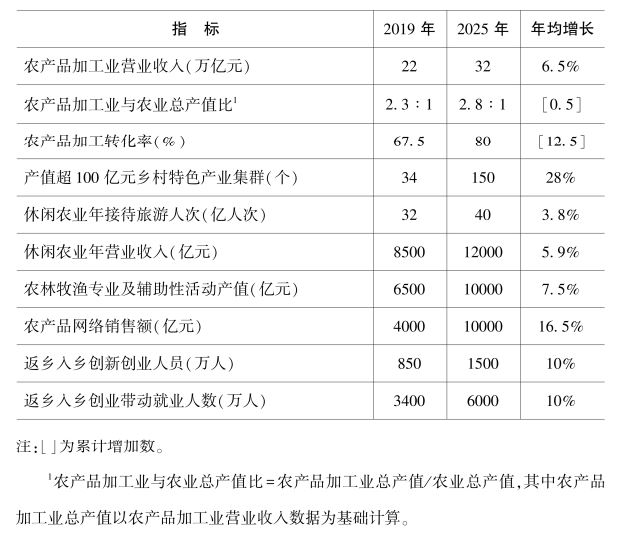 指 标 2019 年 2025 年 年均增长
农产品加工业营业收入(万亿元) 22 32 6.5%
农产品加工业与农业总产值比¹ 2.3∶1 2.8∶1 [0.5]
农产品加工转化率(%) 67.5 80 [12.5]
产值超100亿元乡村特色产业集群(个) 34 150 28%
休闲农业年接待旅游人次(亿人次) 32 40 3.8%
休闲农业年营业收入(亿元) 8500 12000 5.9%
农林牧渔专业及辅助性活动产值(亿元) 6500 10000 7.5%
农产品网络销售额(亿元) 4000 10000 16.5%
返乡入乡创新创业人员(万人) 850 1500 10%
返乡入乡创业带动就业人数(万人) 3400 6000 10%
注:[ ]为累计增加数。
¹农产品加工业与农业总产值比=农产品加工业总产值/农业总产值,其中农产品
加工业总产值以农产品加工业营业收入数据为基础计算。